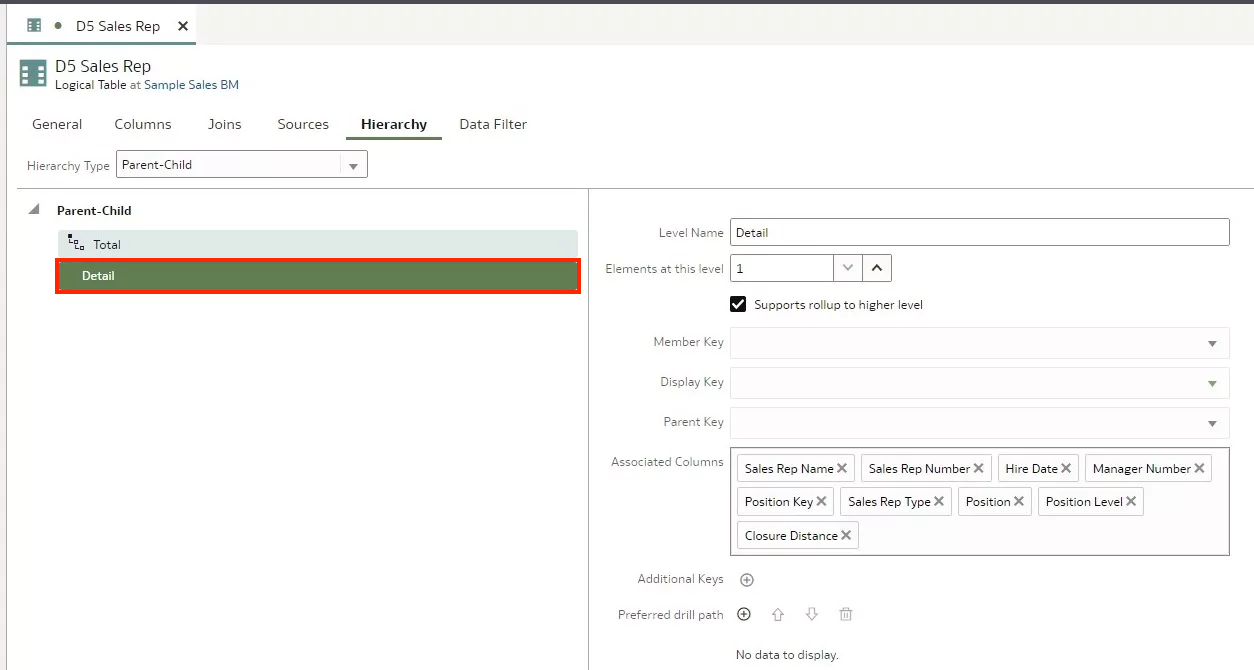 D5 Sales Rep
D5 Sales Rep
Logical Table at Sample Sales BM
General Columns Joins Sources Hierarchy Data Filter
Hierarchy Type Parent-Child
Parent-Child
Total
Detail
Level Name Detail
Elements at this level 1
Supports rollup to higher level
Member Key
Display Key
Parent Key
Associated Columns Sales Rep Name Sales Rep Number Hire Date Manager Number
Position Key Sales Rep Type Position Position Level
Closure Distance
Additional Keys
Preferred drill path
No data to display.